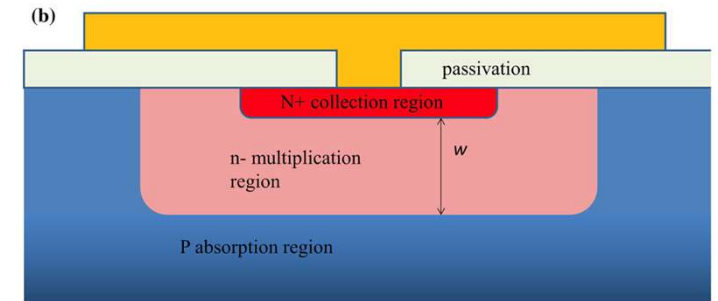 (b)
passivation
N+ collection region
n- multiplication
region
w
P absorption region